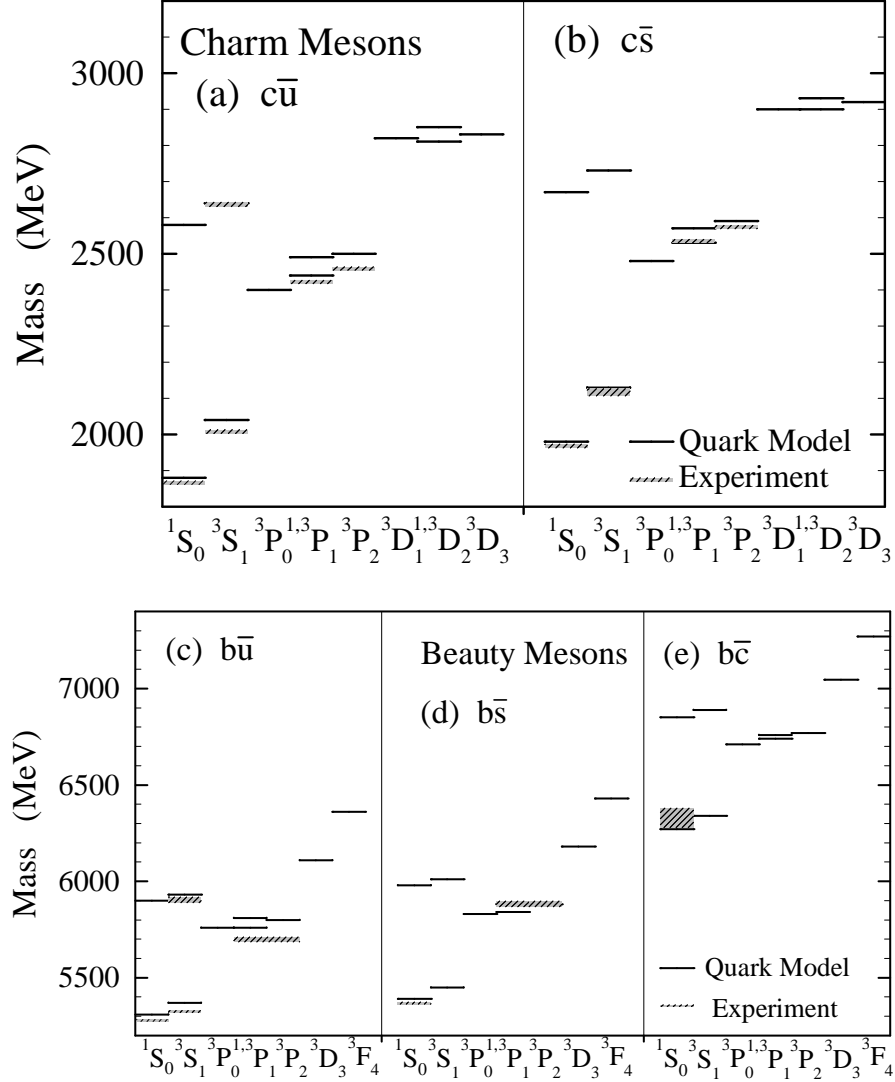 Charm Mesons
(a) cū
(b) cs̄
3000
2500
2000
Mass (MeV)
Quark Model
Experiment
¹S₀ ³S₁ ³P₀ ¹,³P₁ ³P₂ ³D₁ ¹,³D₂ ³D₃
¹S₀ ³S₁ ³P₀ ¹,³P₁ ³P₂ ³D₁ ¹,³D₂ ³D₃
(c) bū
Beauty Mesons
(d) bs̄
(e) bc̄
7000
6500
6000
5500
Mass (MeV)
Quark Model
Experiment
¹S₀ ³S₁ ³P₀ ¹,³P₁ ³P₂ ³D₃ ³F₄
¹S₀ ³S₁ ³P₀ ¹,³P₁ ³P₂ ³D₃ ³F₄
¹S₀ ³S₁ ³P₀ ¹,³P₁ ³P₂ ³D₃ ³F₄